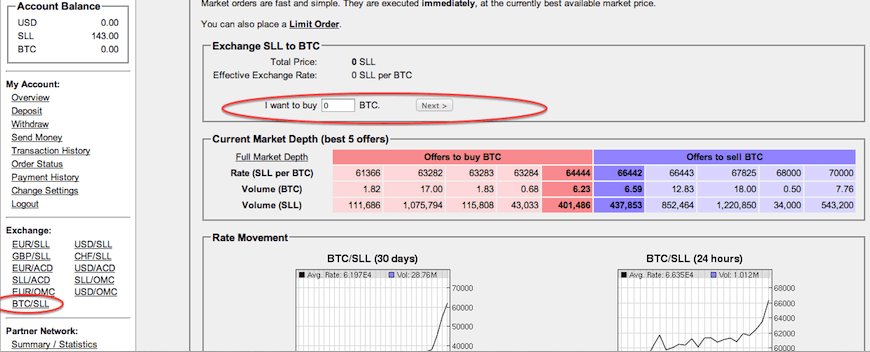 Account Balance
USD 0.00
SLL 143.00
BTC 0.00
My Account:
Overview
Deposit
Withdraw
Send Money
Transaction History
Order Status
Payment History
Change Settings
Logout
Exchange:
EUR/SLL USD/SLL
GBP/SLL CHF/SLL
EUR/ACD USD/ACD
SLL/ACD SLL/OMC
EUR/OMC USD/OMC
BTC/SLL
Partner Network:
Summary / Statistics
Market orders are fast and simple. They are executed immediately, at the currently best available market price.
You can also place a Limit Order.
Exchange SLL to BTC
Total Price: 0 SLL
Effective Exchange Rate: 0 SLL per BTC
I want to buy 0 BTC. Next >
Current Market Depth (best 5 offers)
Full Market Depth Offers to buy BTC Offers to sell BTC
Rate (SLL per BTC) 61366 63282 63283 63284 64444 66442 66443 67825 68000 70000
Volume (BTC) 1.82 17.00 1.83 0.68 6.23 6.59 12.83 18.00 0.50 7.76
Volume (SLL) 111,686 1,075,794 115,808 43,033 401,486 437,853 852,464 1,220,850 34,000 543,200
Rate Movement
BTC/SLL (30 days)
Avg. Rate: 6.197E4 Vol: 28.76M
70000
60000
50000
40000
BTC/SLL (24 hours)
Avg. Rate: 6.635E4 Vol: 1.012M
68000
66000
64000
62000
60000